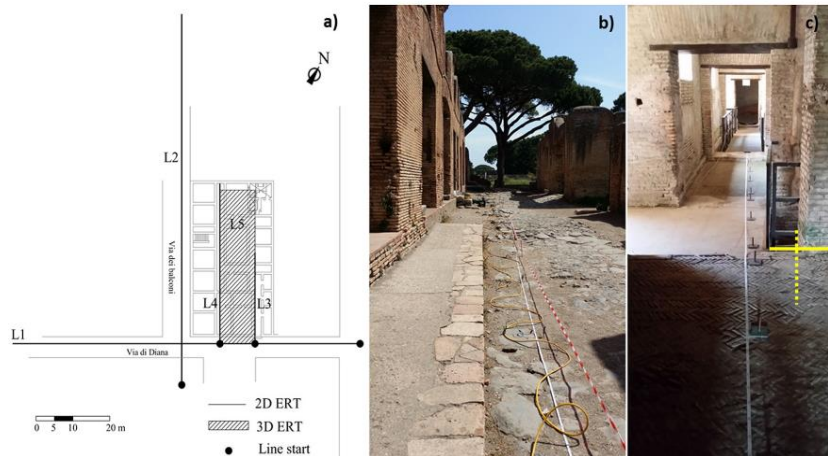 a)
N
L2
L5
Via dei balconi
L4
L3
L1
Via di Diana
2D ERT
3D ERT
0 5 10 20 m
Line start
b)
c)